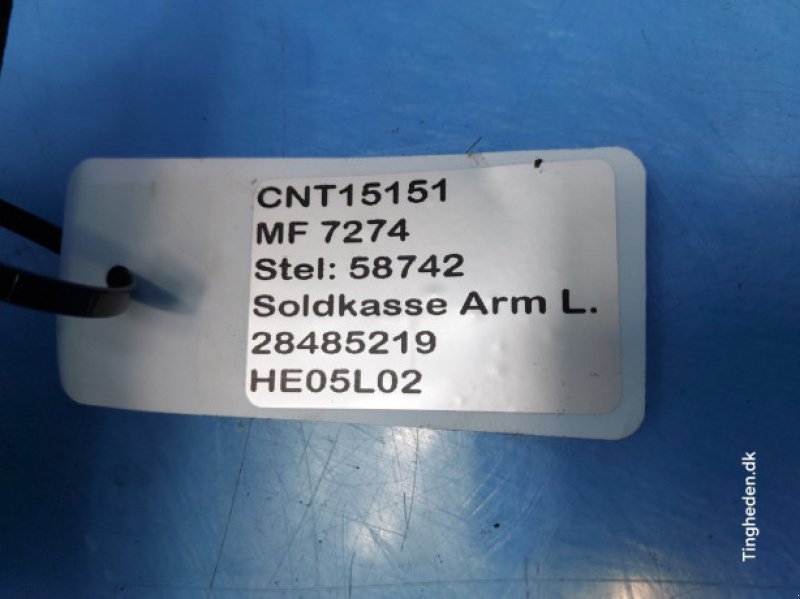 CNT15151
MF 7274
Stel: 58742
Soldkasse Arm L.
28485219
HE05L02
Tingheden.dk